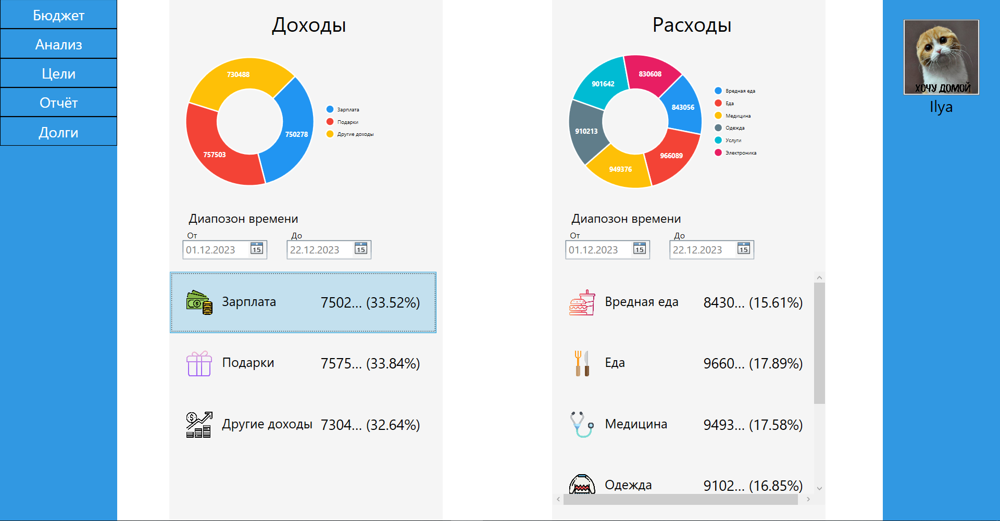 Бюджет
Анализ
Цели
Отчёт
Долги
Доходы
730488
750278
757503
Зарплата
Подарки
Другие доходы
Диапозон времени
От
До
01.12.2023
15
22.12.2023
15
Зарплата 7502... (33.52%)
Подарки 7575... (33.84%)
Другие доходы 7304... (32.64%)
Расходы
830608
901642
843056
910213
966089
949376
Вредная еда
Еда
Медицина
Одежда
Услуги
Электроника
Диапозон времени
От
До
01.12.2023
15
22.12.2023
15
Вредная еда 8430... (15.61%)
Еда 9660... (17.89%)
Медицина 9493... (17.58%)
Одежда 9102... (16.85%)
ХОЧУ ДОМОЙ
Ilya